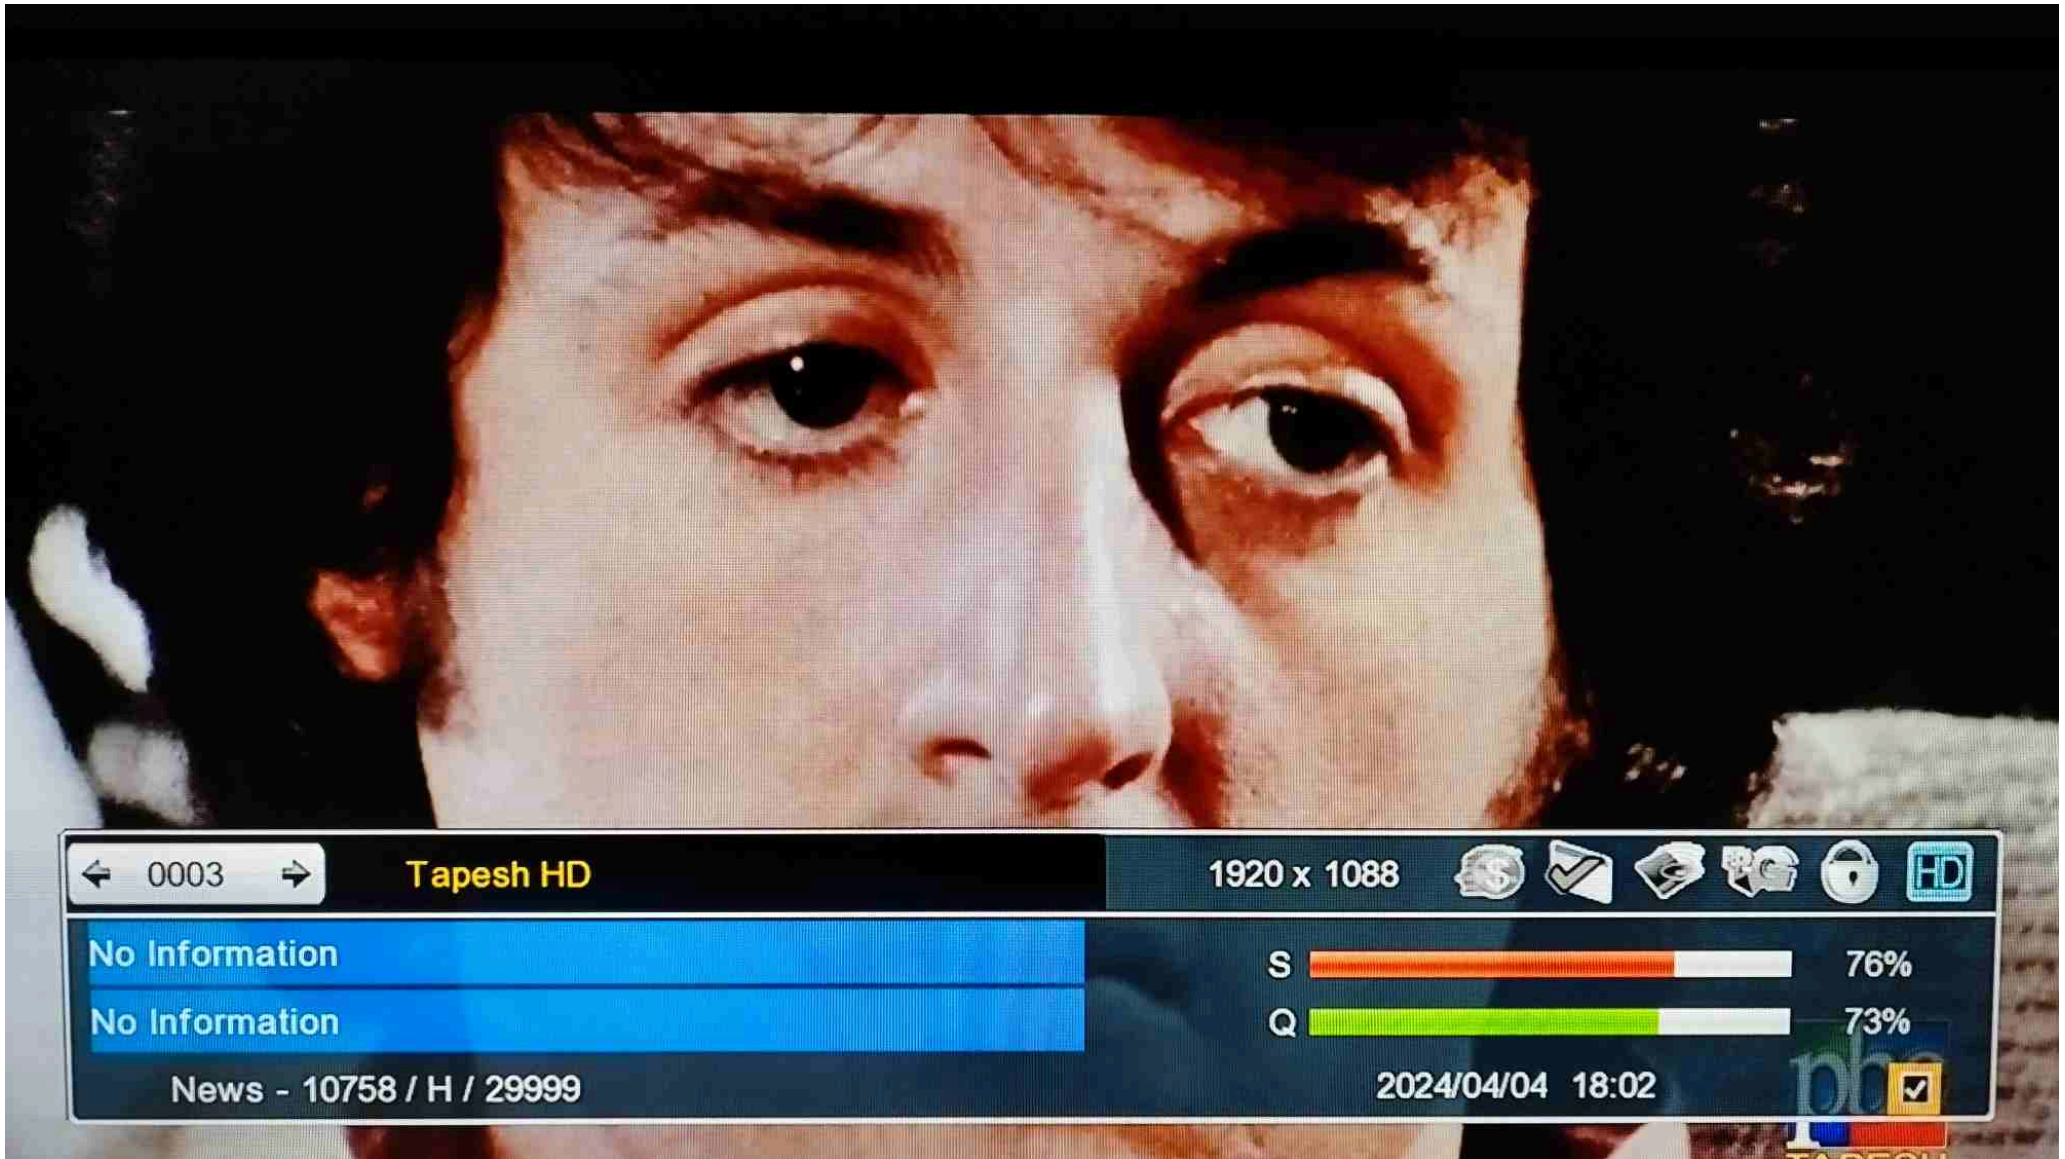 0003
Tapesh HD
1920 x 1088
HD
No Information
S 76%
No Information
Q 73%
News - 10758 / H / 29999
2024/04/04 18:02
TAPESH